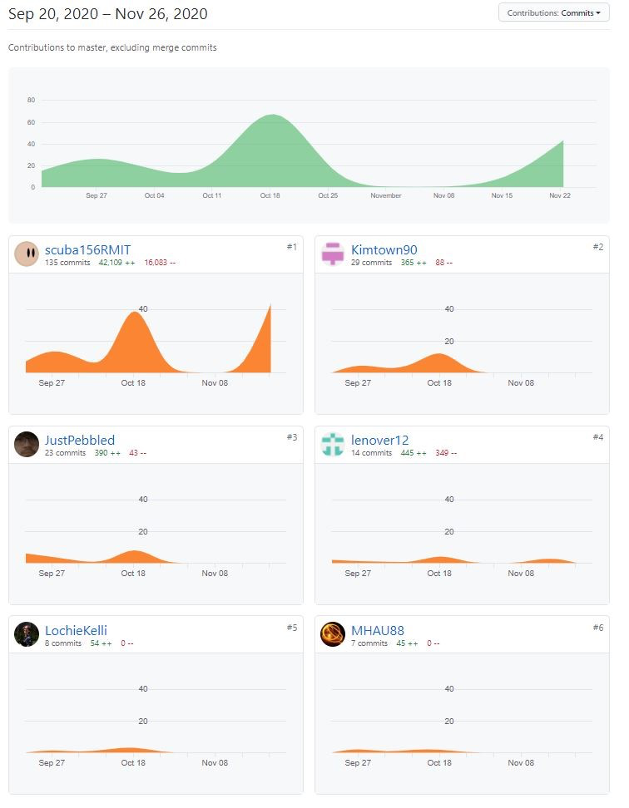 Sep 20, 2020 – Nov 26, 2020
Contributions: Commits
Contributions to master, excluding merge commits
80
60
40
20
0
Sep 27 Oct 04 Oct 11 Oct 18 Oct 25 November Nov 08 Nov 15 Nov 22
scuba156RMIT #1
135 commits 42,109 ++ 16,083 --
40
Sep 27 Oct 18 Nov 08
Kimtown90 #2
29 commits 365 ++ 88 --
40
20
Sep 27 Oct 18 Nov 08
JustPebbled #3
23 commits 390 ++ 43 --
40
20
Sep 27 Oct 18 Nov 08
lenover12 #4
14 commits 445 ++ 349 --
40
20
Sep 27 Oct 18 Nov 08
LochieKelli #5
8 commits 54 ++ 0 --
40
20
Sep 27 Oct 18 Nov 08
MHAU88 #6
7 commits 45 ++ 0 --
40
20
Sep 27 Oct 18 Nov 08